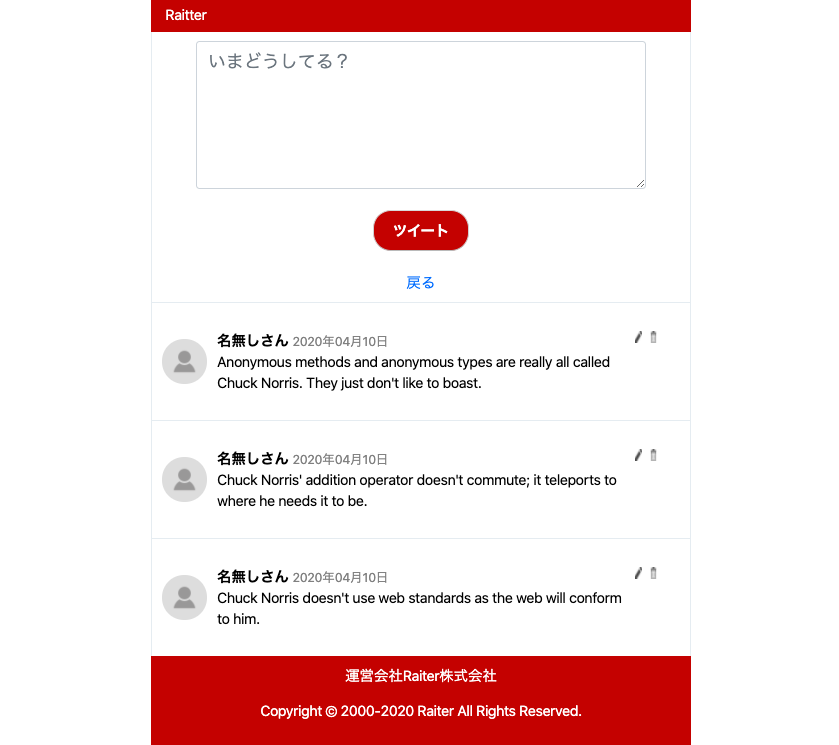 Raitter
いまどうしてる？
ツイート
戻る
名無しさん 2020年04月10日
Anonymous methods and anonymous types are really all called
Chuck Norris. They just don't like to boast.
名無しさん 2020年04月10日
Chuck Norris' addition operator doesn't commute; it teleports to
where he needs it to be.
名無しさん 2020年04月10日
Chuck Norris doesn't use web standards as the web will conform
to him.
運営会社Raiter株式会社
Copyright © 2000-2020 Raiter All Rights Reserved.